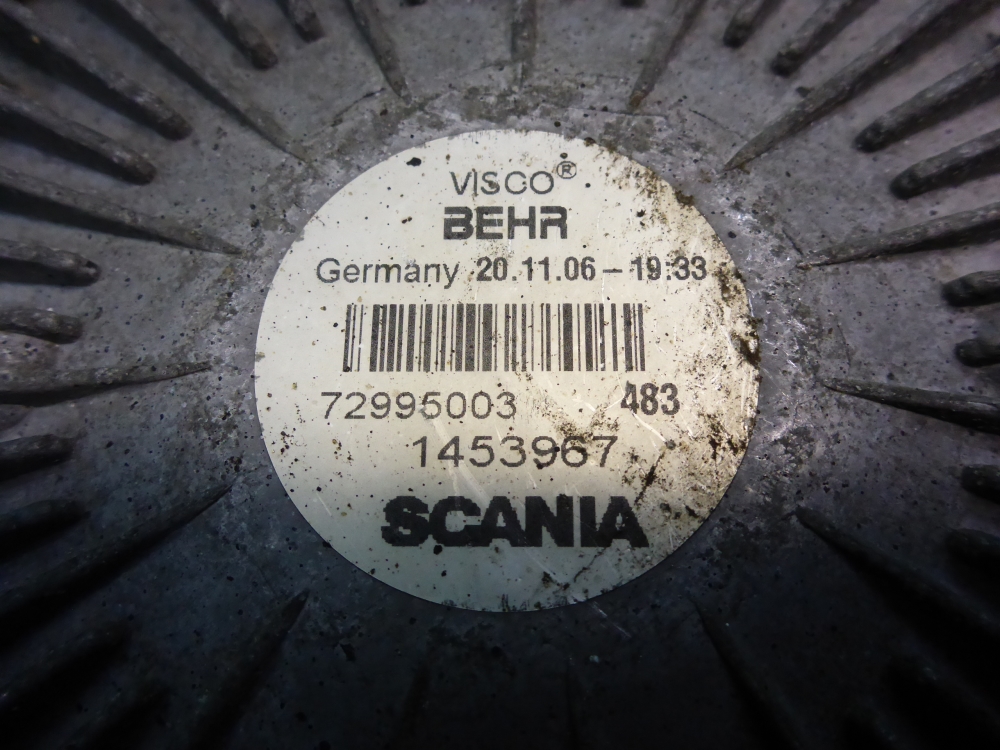 VISCO®
BEHR
Germany 20.11.06 – 19:33
72995003 483
1453967
SCANIA